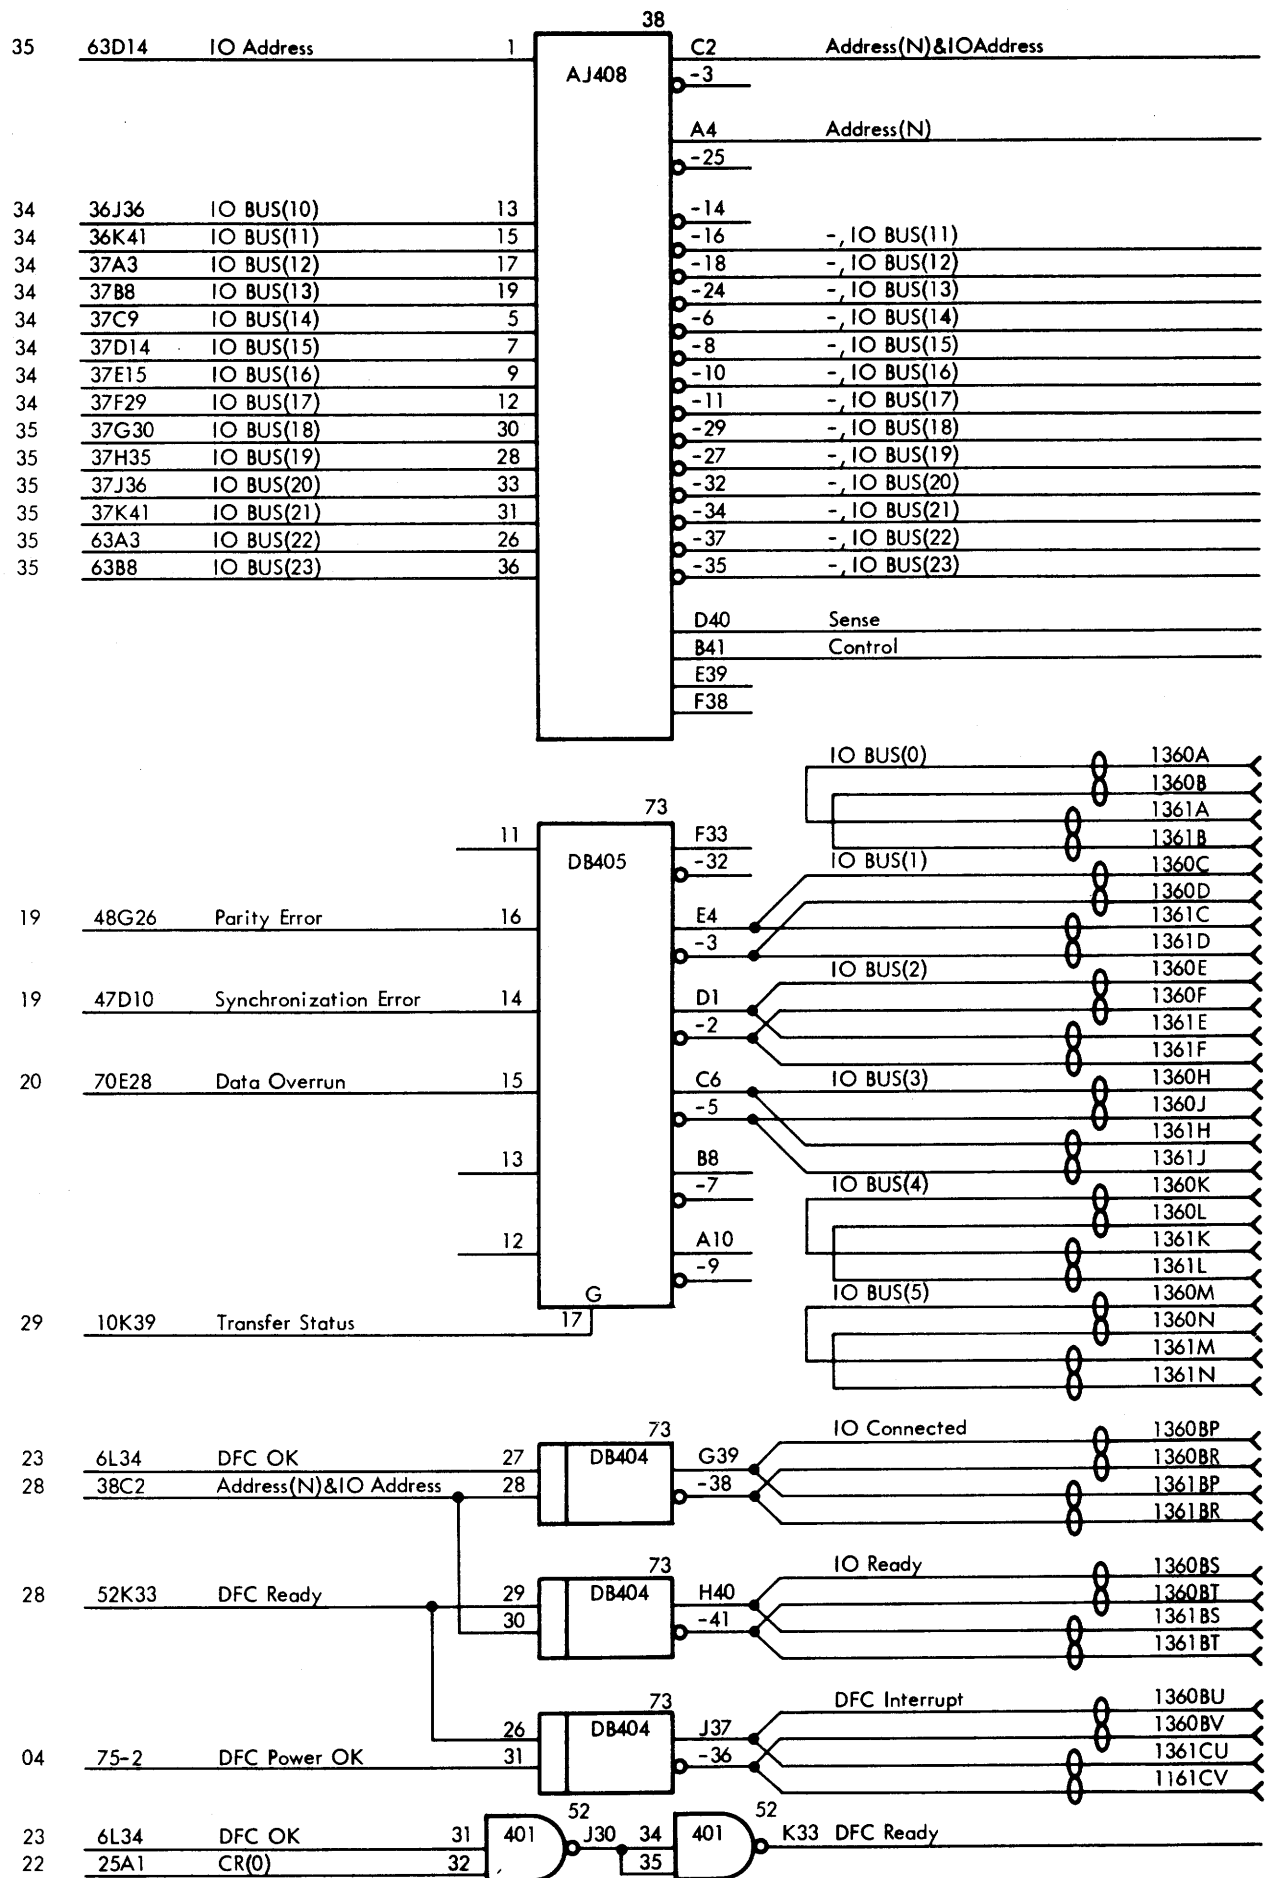 38
35 63D14 IO Address 1 C2 Address(N)&IOAddress
AJ408 -3
A4 Address(N)
-25
34 36J36 IO BUS(10) 13 -14
34 36K41 IO BUS(11) 15 -16 -, IO BUS(11)
34 37A3 IO BUS(12) 17 -18 -, IO BUS(12)
34 37B8 IO BUS(13) 19 -24 -, IO BUS(13)
34 37C9 IO BUS(14) 5 -6 -, IO BUS(14)
34 37D14 IO BUS(15) 7 -8 -, IO BUS(15)
34 37E15 IO BUS(16) 9 -10 -, IO BUS(16)
34 37F29 IO BUS(17) 12 -11 -, IO BUS(17)
35 37G30 IO BUS(18) 30 -29 -, IO BUS(18)
35 37H35 IO BUS(19) 28 -27 -, IO BUS(19)
35 37J36 IO BUS(20) 33 -32 -, IO BUS(20)
35 37K41 IO BUS(21) 31 -34 -, IO BUS(21)
35 63A3 IO BUS(22) 26 -37 -, IO BUS(22)
35 63B8 IO BUS(23) 36 -35 -, IO BUS(23)
D40 Sense
B41 Control
E39
F38
IO BUS(0) 1360A
1360B
73 1361A
11 F33 1361B
DB405 -32 IO BUS(1) 1360C
1360D
19 48G26 Parity Error 16 E4 1361C
-3 1361D
IO BUS(2) 1360E
19 47D10 Synchronization Error 14 D1 1360F
-2 1361E
1361F
20 70E28 Data Overrun 15 C6 IO BUS(3) 1360H
-5 1360J
1361H
13 B8 1361J
-7 IO BUS(4) 1360K
1360L
12 A10 1361K
-9 1361L
G IO BUS(5) 1360M
29 10K39 Transfer Status 17 1360N
1361M
1361N
73 IO Connected 1360BP
23 6L34 DFC OK 27 DB404 G39 1360BR
28 38C2 Address(N)&IO Address 28 -38 1361BP
1361BR
73 IO Ready 1360BS
28 52K33 DFC Ready 29 DB404 H40 1360BT
30 -41 1361BS
1361BT
73 DFC Interrupt 1360BU
26 DB404 J37 1360BV
04 75-2 DFC Power OK 31 -36 1361CU
1161CV
52 52
23 6L34 DFC OK 31 401 J30 34 401 K33 DFC Ready
22 25A1 CR(0) 32 35